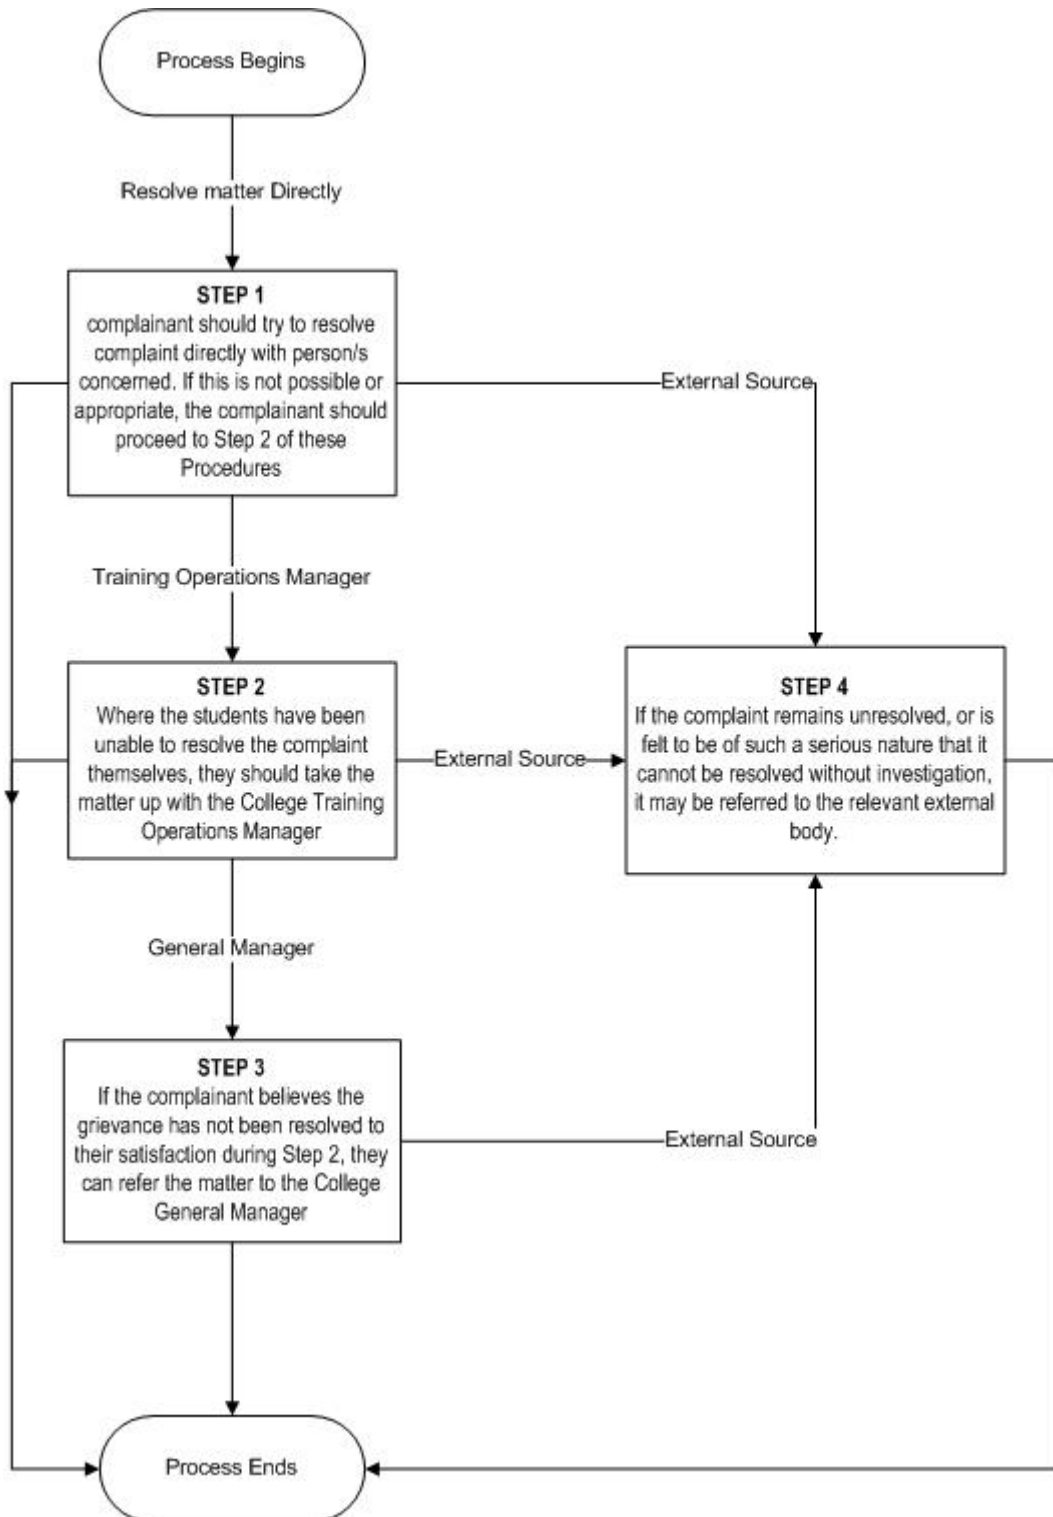 Process Begins
Resolve matter Directly
STEP 1
complainant should try to resolve
complaint directly with person/s
concerned. If this is not possible or
appropriate, the complainant should
proceed to Step 2 of these
Procedures
External Source
Training Operations Manager
STEP 2
Where the students have been
unable to resolve the complaint
themselves, they should take the
matter up with the College Training
Operations Manager
External Source
STEP 4
If the complaint remains unresolved, or is
felt to be of such a serious nature that it
cannot be resolved without investigation,
it may be referred to the relevant external
body.
General Manager
STEP 3
If the complainant believes the
grievance has not been resolved to
their satisfaction during Step 2, they
can refer the matter to the College
General Manager
External Source
Process Ends